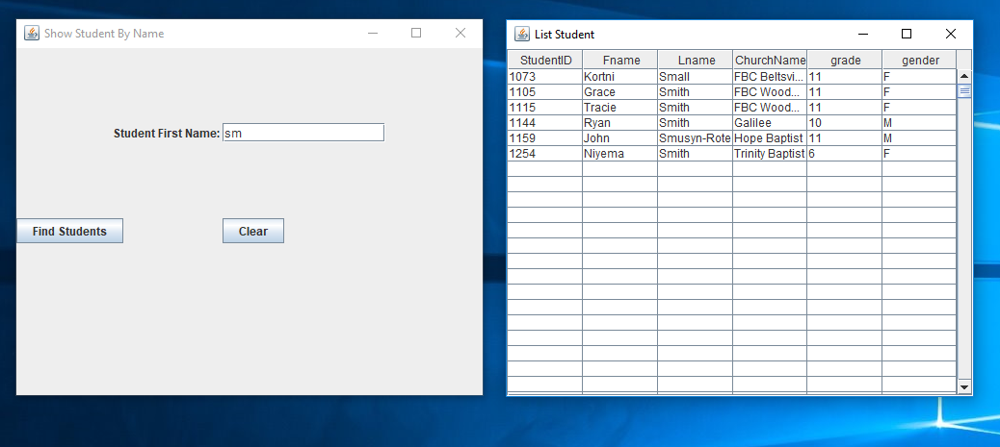 Show Student By Name
Student First Name: sm
Find Students Clear
List Student
StudentID Fname Lname ChurchName grade gender
1073 Kortni Small FBC Beltsvi... 11 F
1105 Grace Smith FBC Wood... 11 F
1115 Tracie Smith FBC Wood... 11 F
1144 Ryan Smith Galilee 10 M
1159 John Smusyn-Rote Hope Baptist 11 M
1254 Niyema Smith Trinity Baptist 6 F